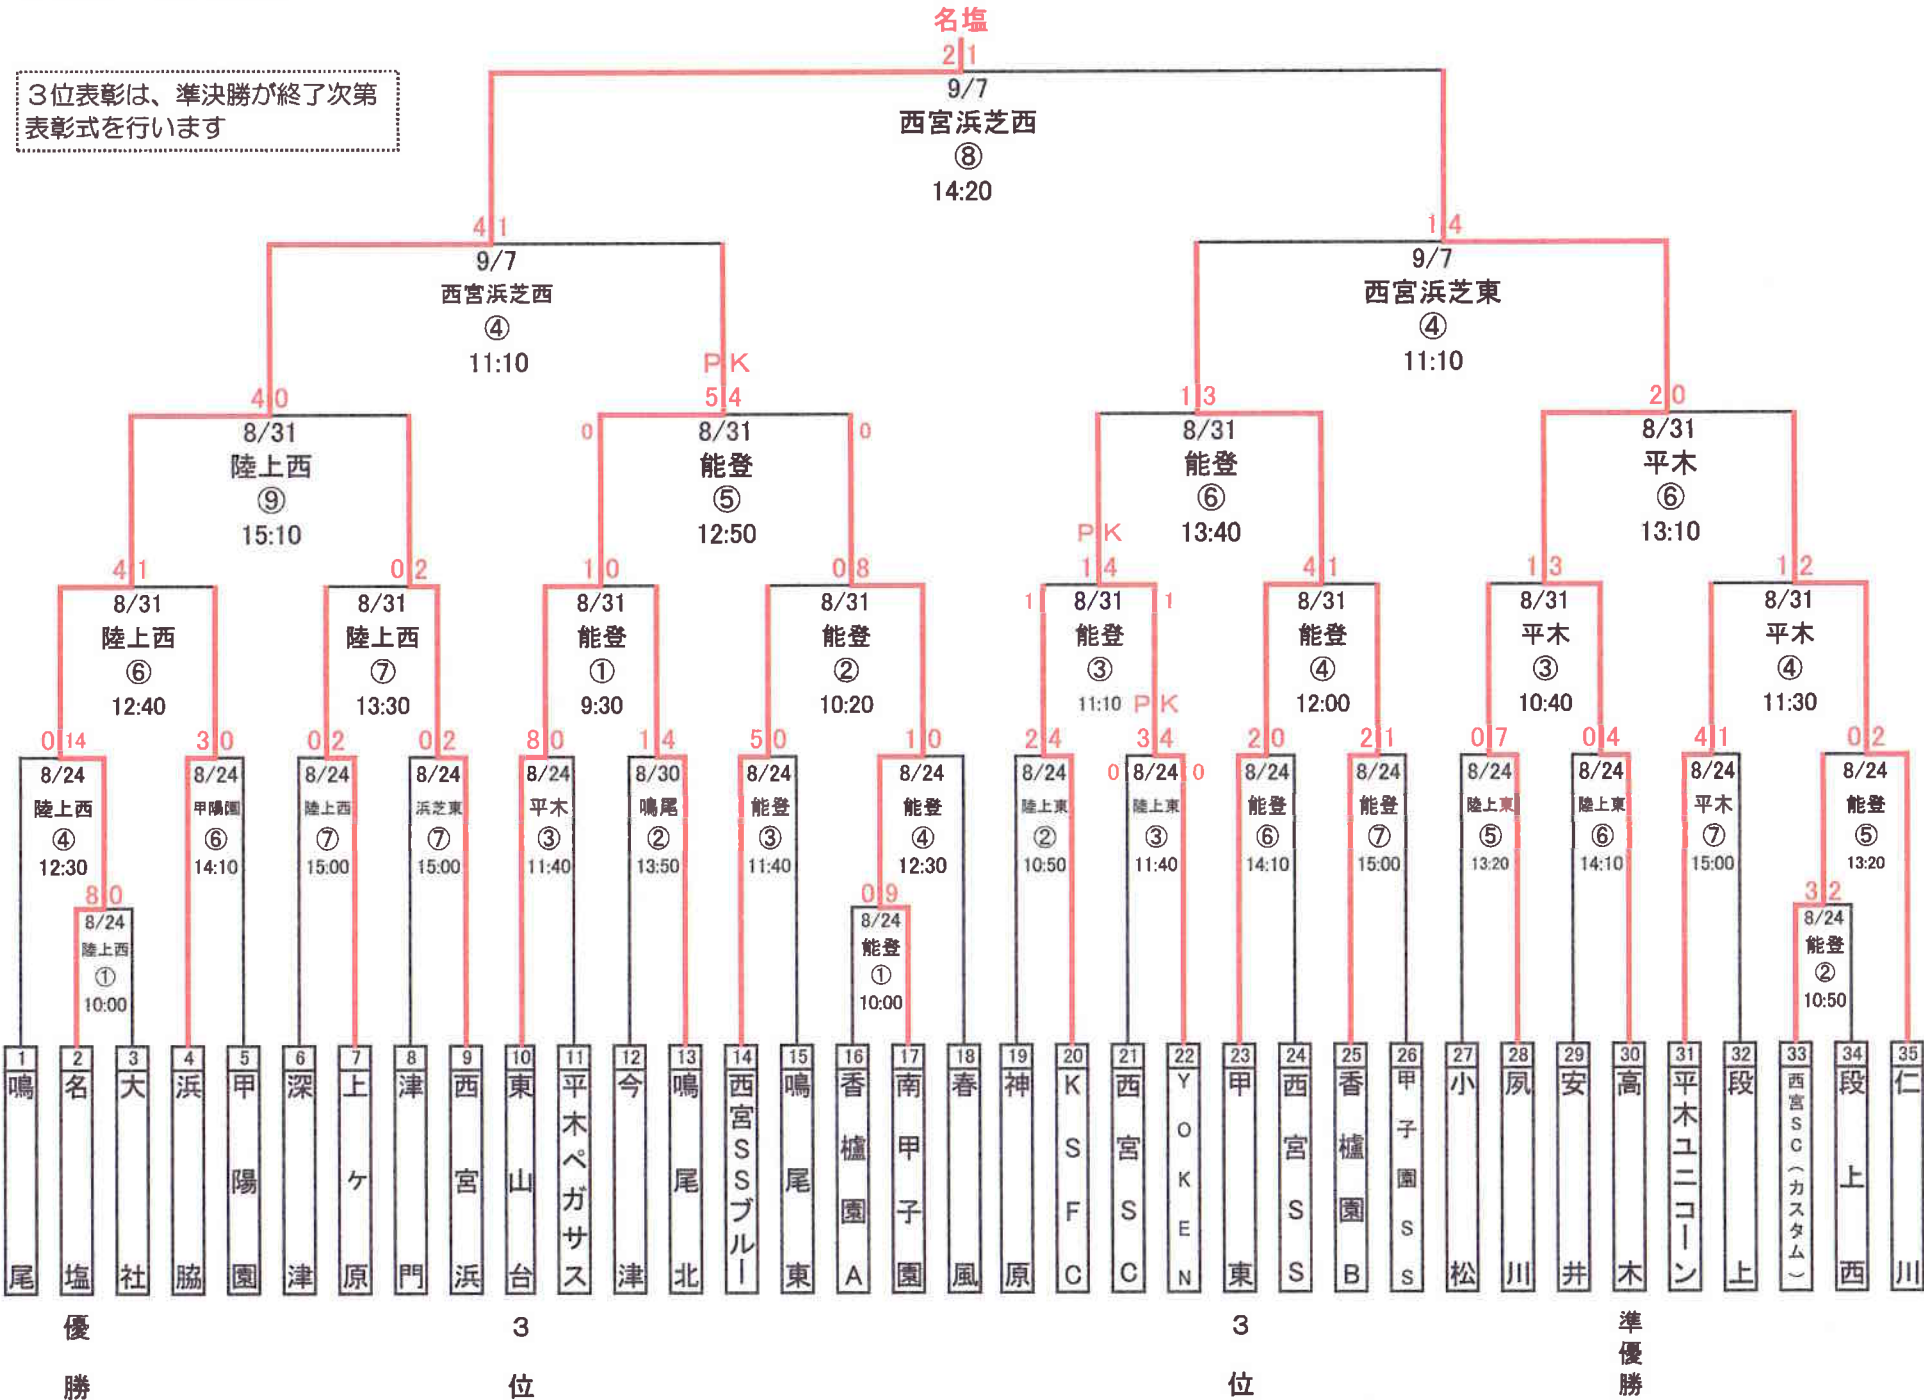 名塩
2 1
3位表彰は、準決勝が終了次第
表彰式を行います
9/7
西宮浜芝西
⑧
14:20
4 1
9/7
西宮浜芝西
④
11:10
1 4
9/7
西宮浜芝東
④
11:10
4 0
8/31
陸上西
⑨
15:10
PK
5 4
0 0
8/31
能登
⑤
12:50
1 3
8/31
能登
⑥
13:40
2 0
8/31
平木
⑥
13:10
4 1
8/31
陸上西
⑥
12:40
0 2
8/31
陸上西
⑦
13:30
1 0
8/31
能登
①
9:30
0 8
8/31
能登
②
10:20
PK
1 4
1 1
8/31
能登
③
11:10
4 1
8/31
能登
④
12:00
1 3
8/31
平木
③
10:40
1 2
8/31
平木
④
11:30
0 14
8/24
陸上西
④
12:30
3 0
8/24
甲陽園
⑥
14:10
0 2
8/24
陸上西
⑦
15:00
0 2
8/24
浜芝東
⑦
15:00
8 0
8/24
平木
③
11:40
1 4
8/30
鳴尾
②
13:50
5 0
8/24
能登
③
11:40
1 0
8/24
能登
④
12:30
2 4
8/24
陸上東
②
10:50
PK
3 4
0 0
8/24
陸上東
③
11:40
2 0
8/24
能登
⑥
14:10
2 1
8/24
能登
⑦
15:00
0 7
8/24
陸上東
⑤
13:20
0 4
8/24
陸上東
⑥
14:10
4 1
8/24
平木
⑦
15:00
0 2
8/24
能登
⑤
13:20
8 0
8/24
陸上西
①
10:00
0 9
8/24
能登
①
10:00
3 2
8/24
能登
②
10:50
1 鳴尾
2 名塩
3 大社
4 浜脇
5 甲陽園
6 深津
7 上ヶ原
8 津門
9 西宮浜
10 東山台
11 平木ペガサス
12 今津
13 鳴尾北
14 西宮SSブルー
15 鳴尾東
16 香櫨園A
17 南甲子園
18 春風
19 神原
20 KSFC
21 西宮SC
22 YOKEN
23 甲東
24 西宮SS
25 香櫨園B
26 甲子園SS
27 小松
28 夙川
29 安井
30 高木
31 平木ユニコーン
32 段上
33 西宮SC(カスタム)
34 段上西
35 仁川
優勝
3位
3位
準優勝